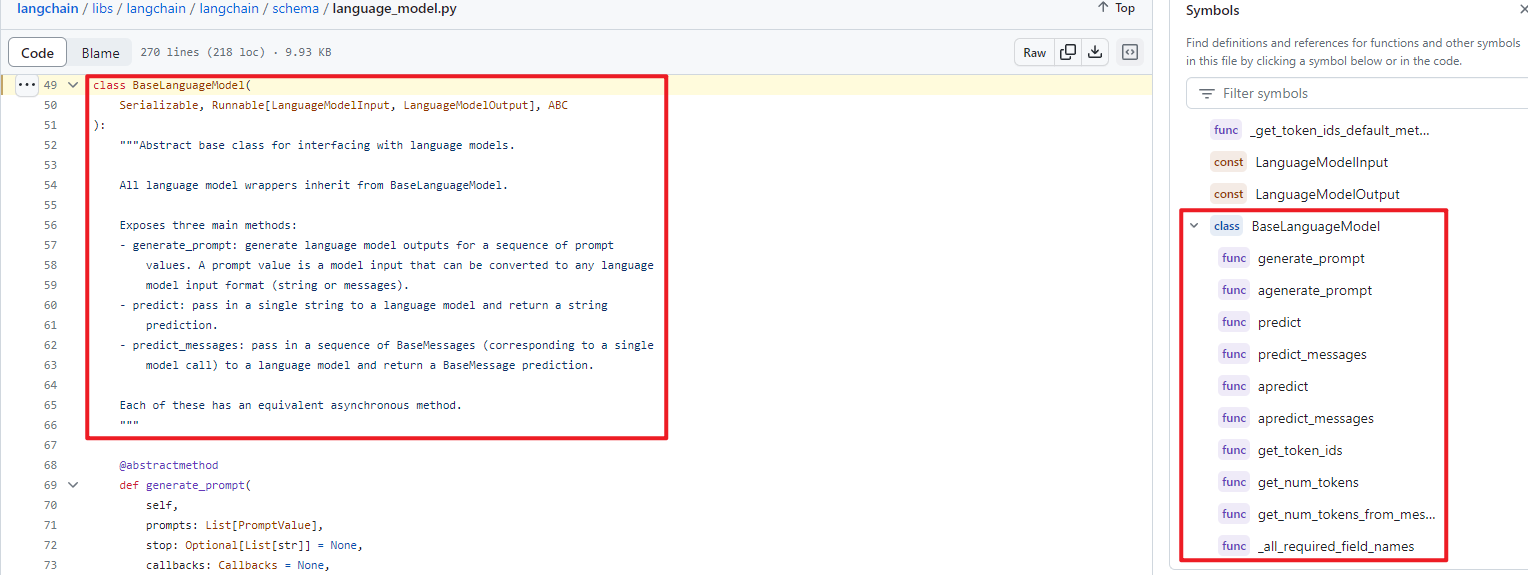 langchain / libs / langchain / langchain / schema / language_model.py
Top
Code Blame 270 lines (218 loc) · 9.93 KB
Raw
49 class BaseLanguageModel(
50 Serializable, Runnable[LanguageModelInput, LanguageModelOutput], ABC
51 ):
52 """Abstract base class for interfacing with language models.
53
54 All language model wrappers inherit from BaseLanguageModel.
55
56 Exposes three main methods:
57 - generate_prompt: generate language model outputs for a sequence of prompt
58 values. A prompt value is a model input that can be converted to any language
59 model input format (string or messages).
60 - predict: pass in a single string to a language model and return a string
61 prediction.
62 - predict_messages: pass in a sequence of BaseMessages (corresponding to a single
63 model call) to a language model and return a BaseMessage prediction.
64
65 Each of these has an equivalent asynchronous method.
66 """
67
68 @abstractmethod
69 def generate_prompt(
70 self,
71 prompts: List[PromptValue],
72 stop: Optional[List[str]] = None,
73 callbacks: Callbacks = None,
Symbols
Find definitions and references for functions and other symbols
in this file by clicking a symbol below or in the code.
Filter symbols
func _get_token_ids_default_met...
const LanguageModelInput
const LanguageModelOutput
class BaseLanguageModel
func generate_prompt
func agenerate_prompt
func predict
func predict_messages
func apredict
func apredict_messages
func get_token_ids
func get_num_tokens
func get_num_tokens_from_mes...
func _all_required_field_names